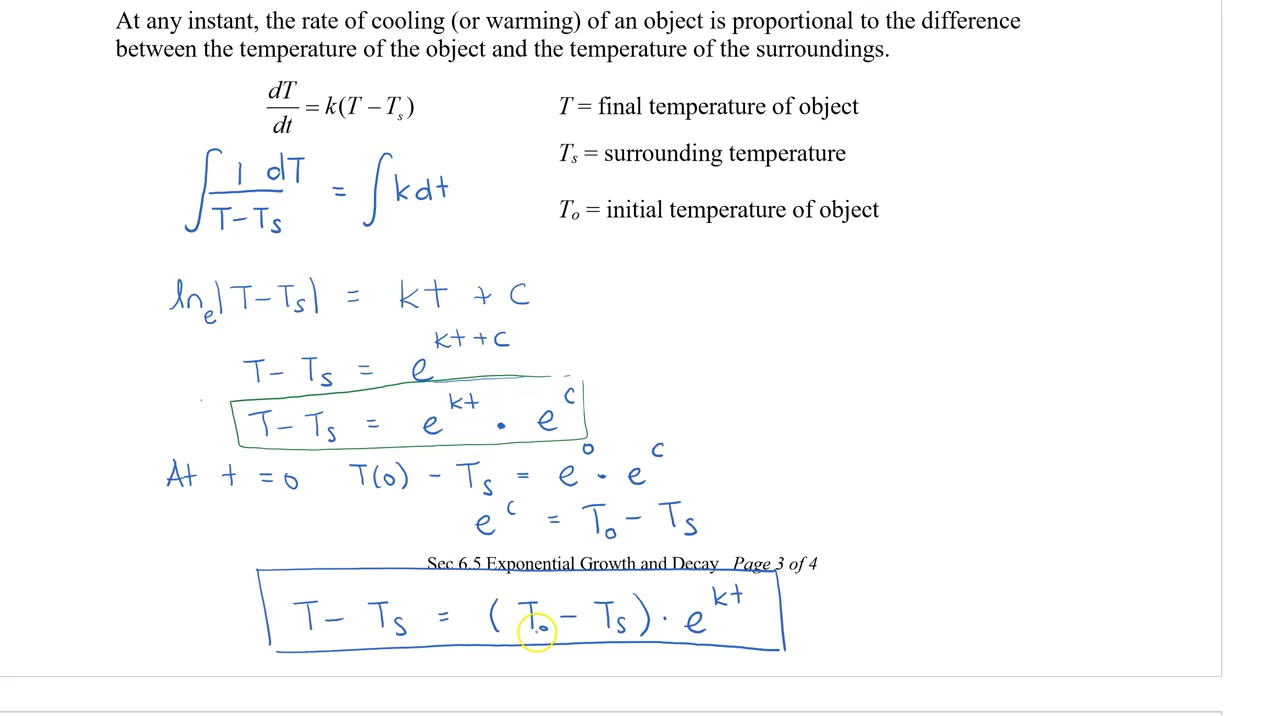 At any instant, the rate of cooling (or warming) of an object is proportional to the difference
between the temperature of the object and the temperature of the surroundings.
dT/dt = k(T − Tₛ)
T = final temperature of object
Tₛ = surrounding temperature
Tₒ = initial temperature of object
∫ 1 dT/(T − Tₛ) = ∫ k dt
lnₑ|T − Tₛ| = kt + C
T − Tₛ = e^(kt + C)
T − Tₛ = e^(kt) · e^C
At t = 0 T(0) − Tₛ = e^0 · e^C
e^C = T₀ − Tₛ
Sec 6.5 Exponential Growth and Decay Page 3 of 4
T − Tₛ = (T₀ − Tₛ) · e^(kt)